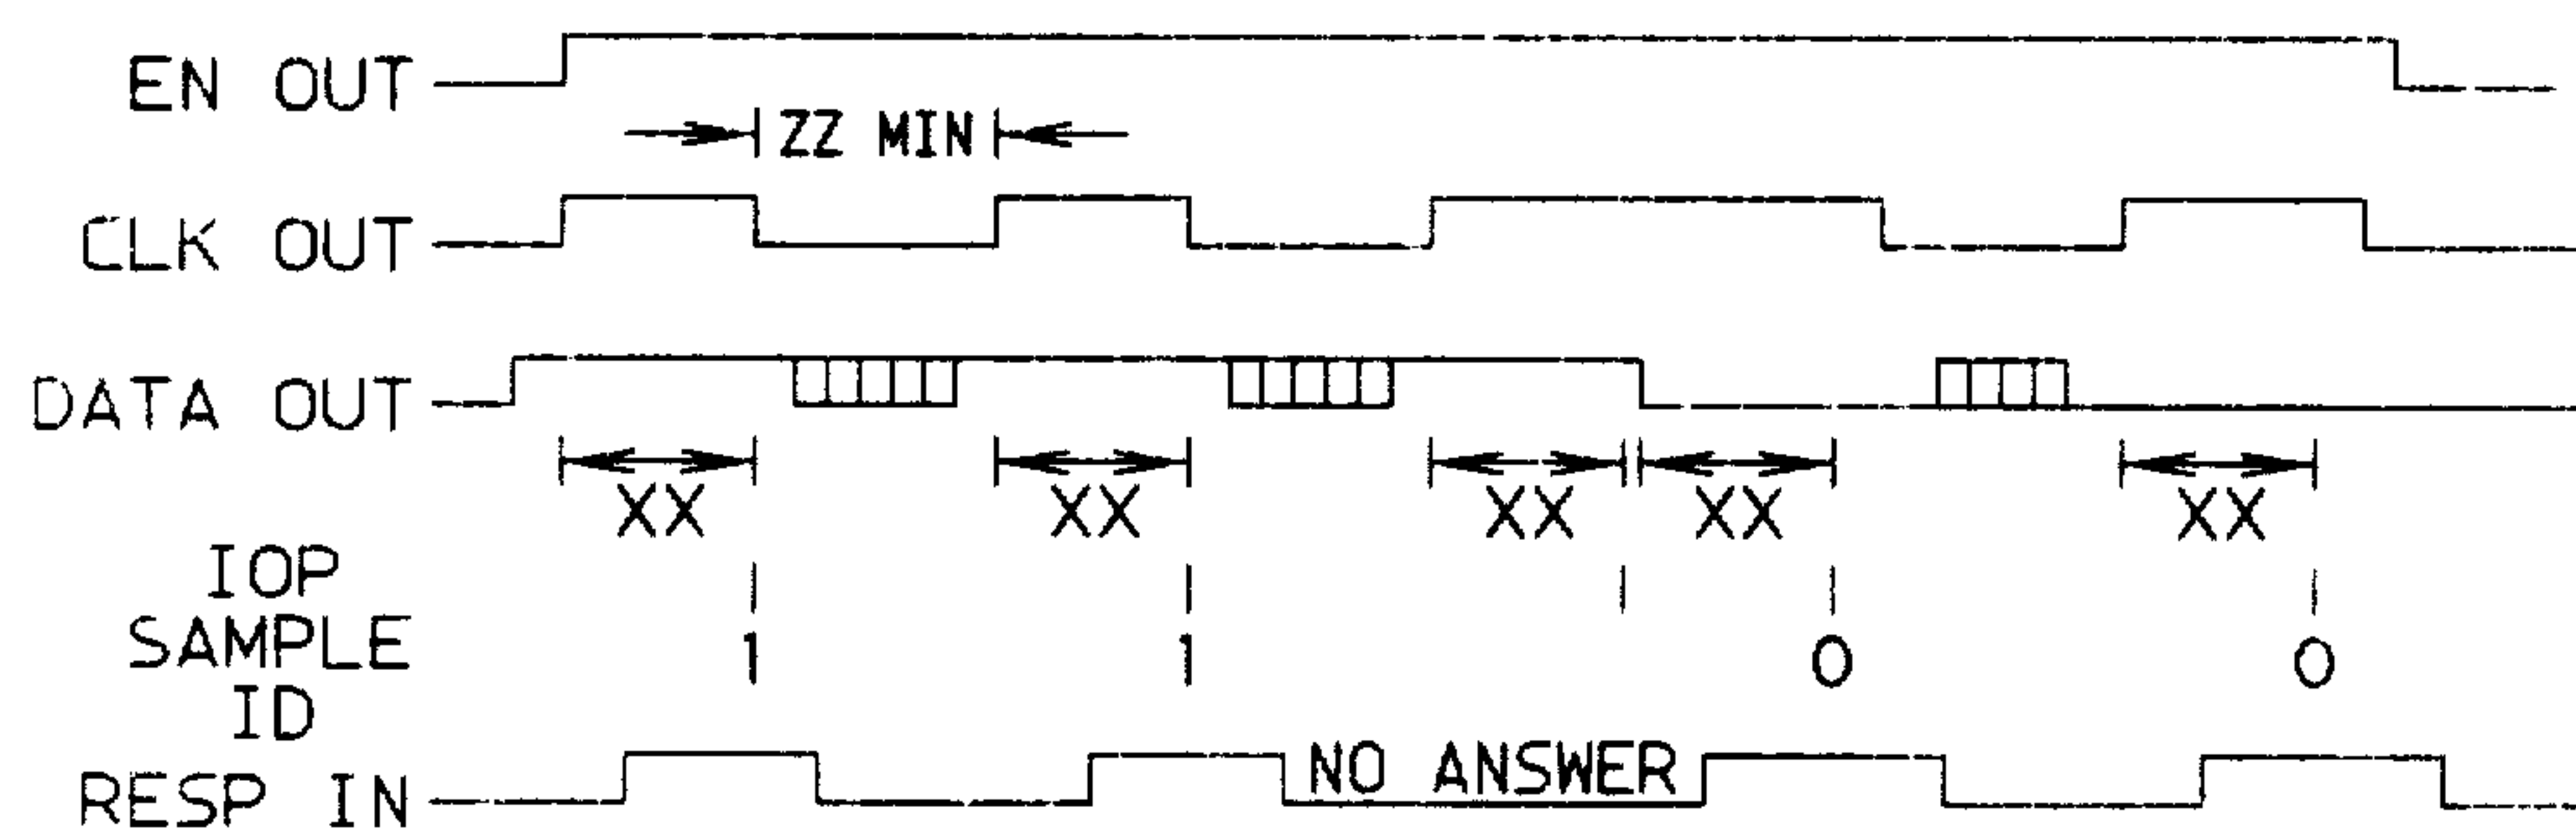 EN OUT
ZZ MIN
CLK OUT
DATA OUT
XX XX XX XX XX
IOP
SAMPLE
ID
1 1 0 0
RESP IN
NO ANSWER